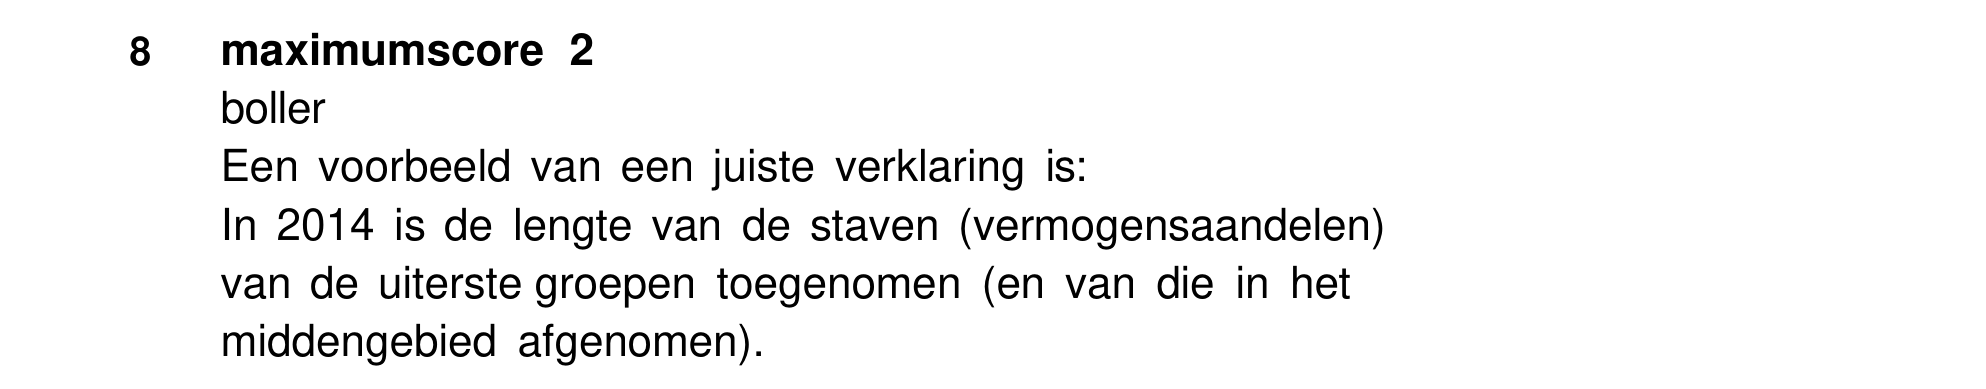 8 maximumscore 2
boller
Een voorbeeld van een juiste verklaring is:
In 2014 is de lengte van de staven (vermogensaandelen)
van de uiterste groepen toegenomen (en van die in het
middengebied afgenomen).